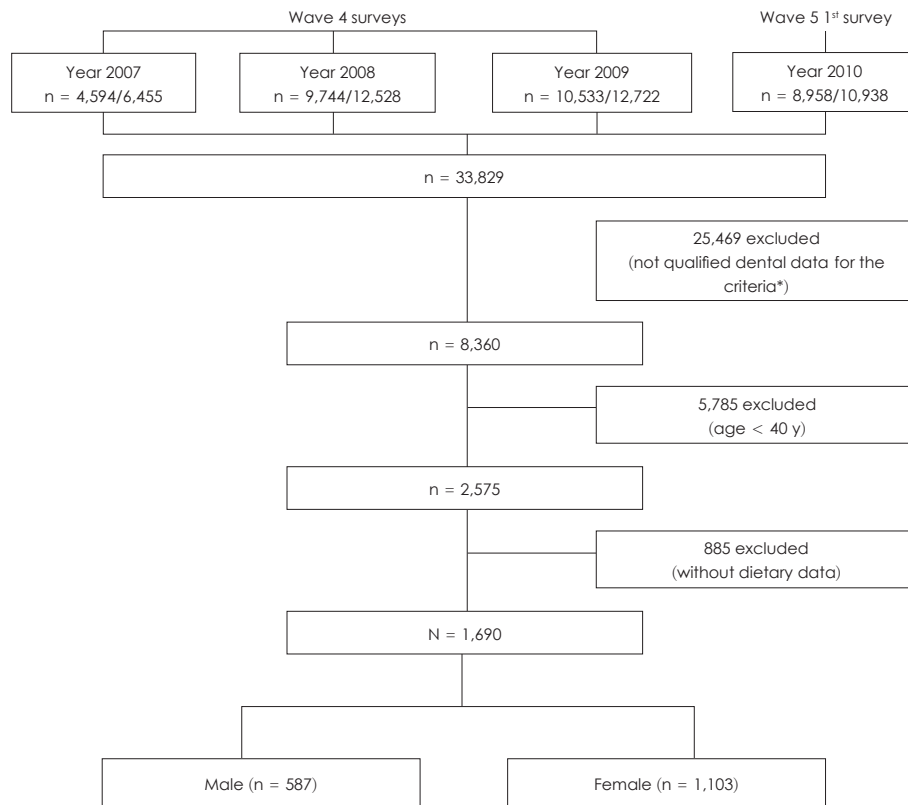 Wave 4 surveys
Wave 5 1st survey
Year 2007
n = 4,594/6,455
Year 2008
n = 9,744/12,528
Year 2009
n = 10,533/12,722
Year 2010
n = 8,958/10,938
n = 33,829
25,469 excluded
(not qualified dental data for the
criteria*)
n = 8,360
5,785 excluded
(age < 40 y)
n = 2,575
885 excluded
(without dietary data)
N = 1,690
Male (n = 587)
Female (n = 1,103)